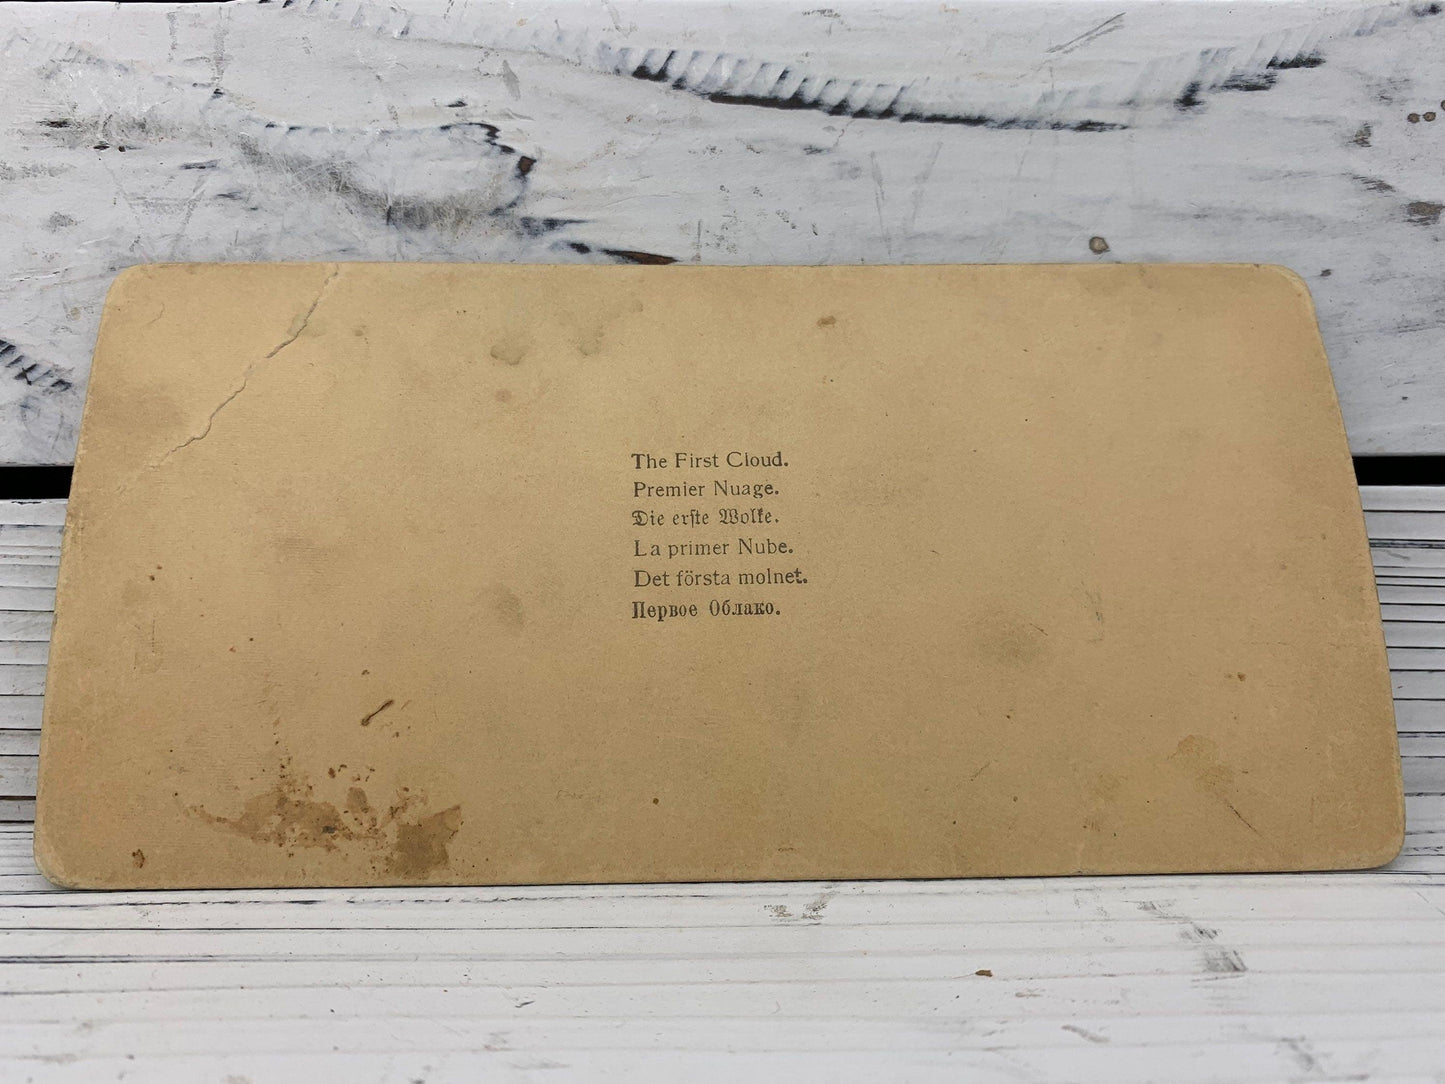 The First Cloud.
Premier Nuage.
Die erſte Wolke.
La primer Nube.
Det första molnet.
Первое Облако.